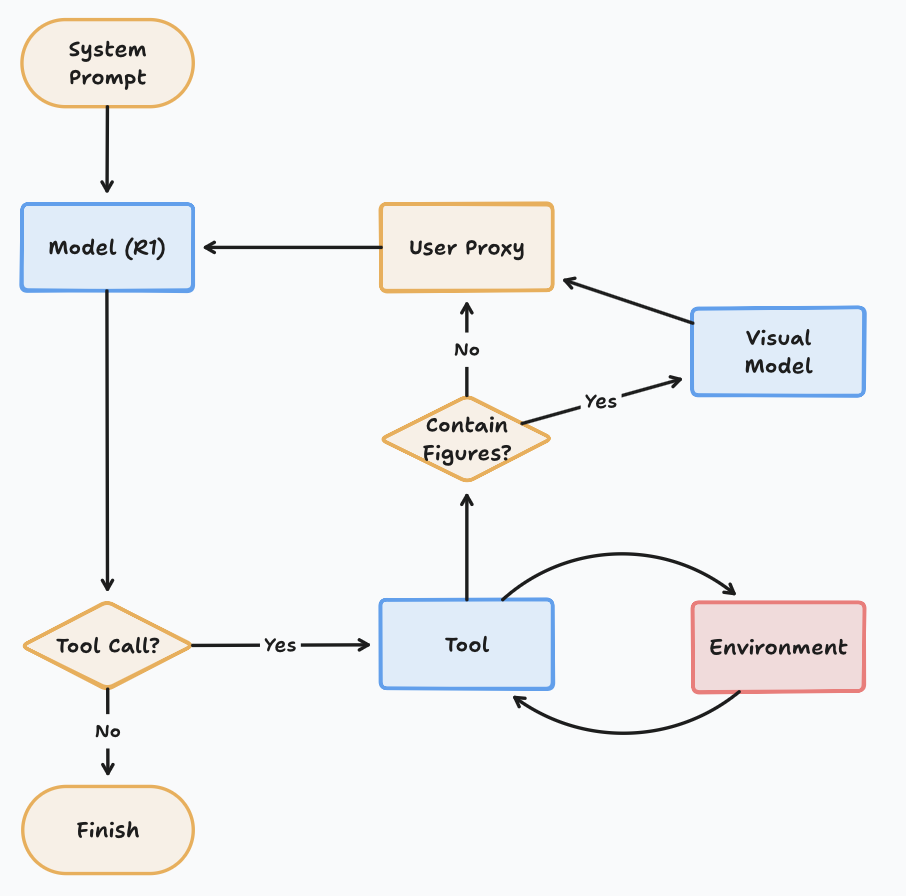 System
Prompt
Model (R1)
User Proxy
Visual
Model
No
Yes
Contain
Figures?
Tool Call?
Yes
Tool
Environment
No
Finish